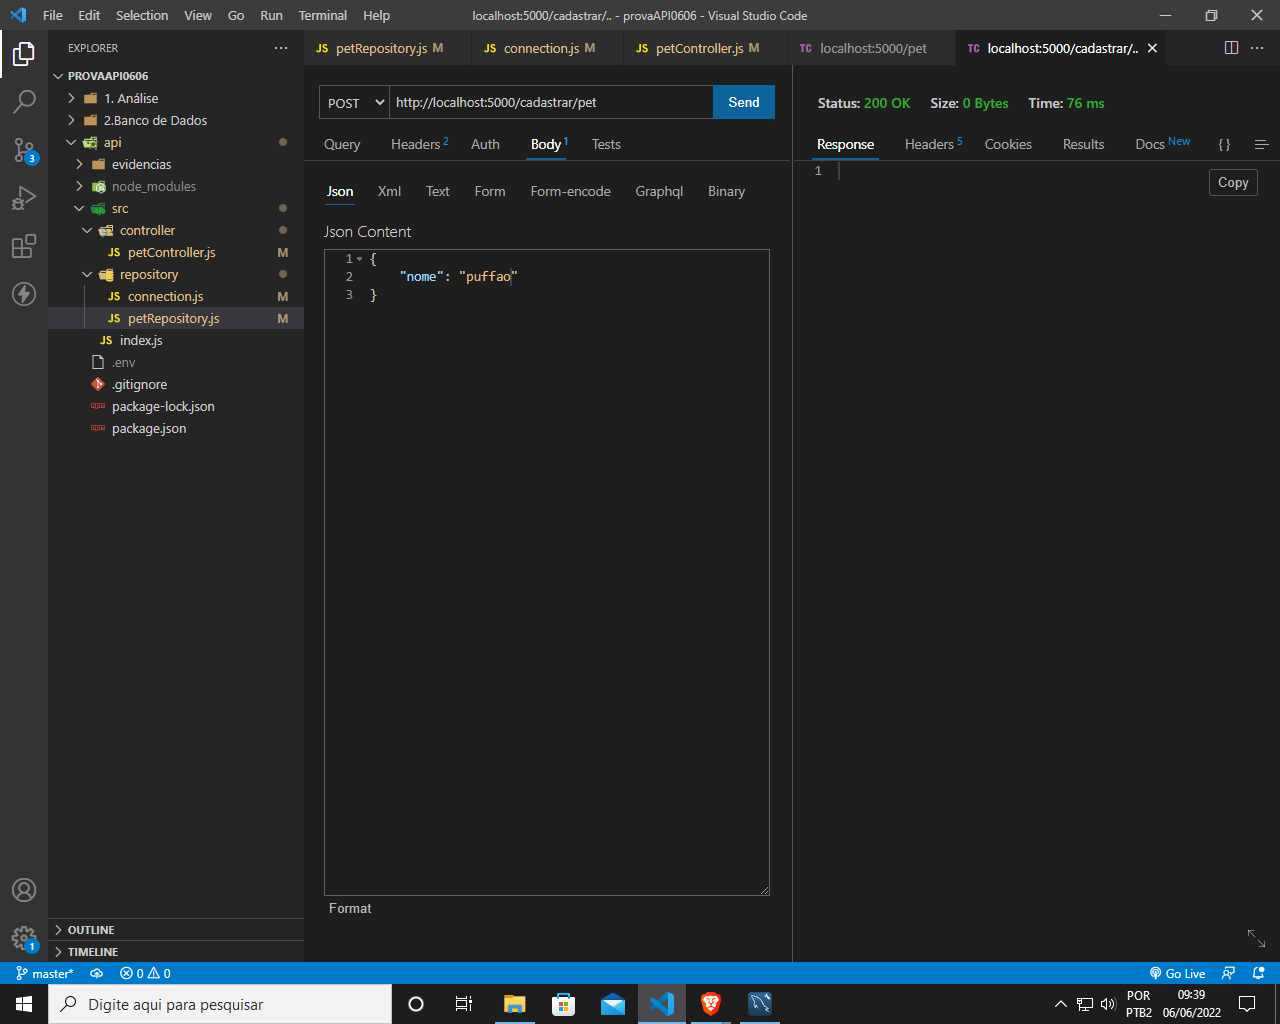 File Edit Selection View Go Run Terminal Help
localhost:5000/cadastrar/.. - provaAPI0606 - Visual Studio Code
EXPLORER
PROVAAPI0606
1. Análise
2.Banco de Dados
api
evidencias
node_modules
src
controller
JS petController.js M
repository
JS connection.js M
JS petRepository.js M
JS index.js
.env
.gitignore
package-lock.json
package.json
OUTLINE
TIMELINE
3
1
JS petRepository.js M
JS connection.js M
JS petController.js M
TC localhost:5000/pet
TC localhost:5000/cadastrar/..
POST http://localhost:5000/cadastrar/pet Send
Query Headers 2 Auth Body 1 Tests
Json Xml Text Form Form-encode Graphql Binary
Json Content
1 {
2 "nome": "puffao"
3 }
Format
Status: 200 OK Size: 0 Bytes Time: 76 ms
Response Headers 5 Cookies Results Docs New { }
1
Copy
master* 0 0 Go Live
Digite aqui para pesquisar
POR
PTB2
09:39
06/06/2022